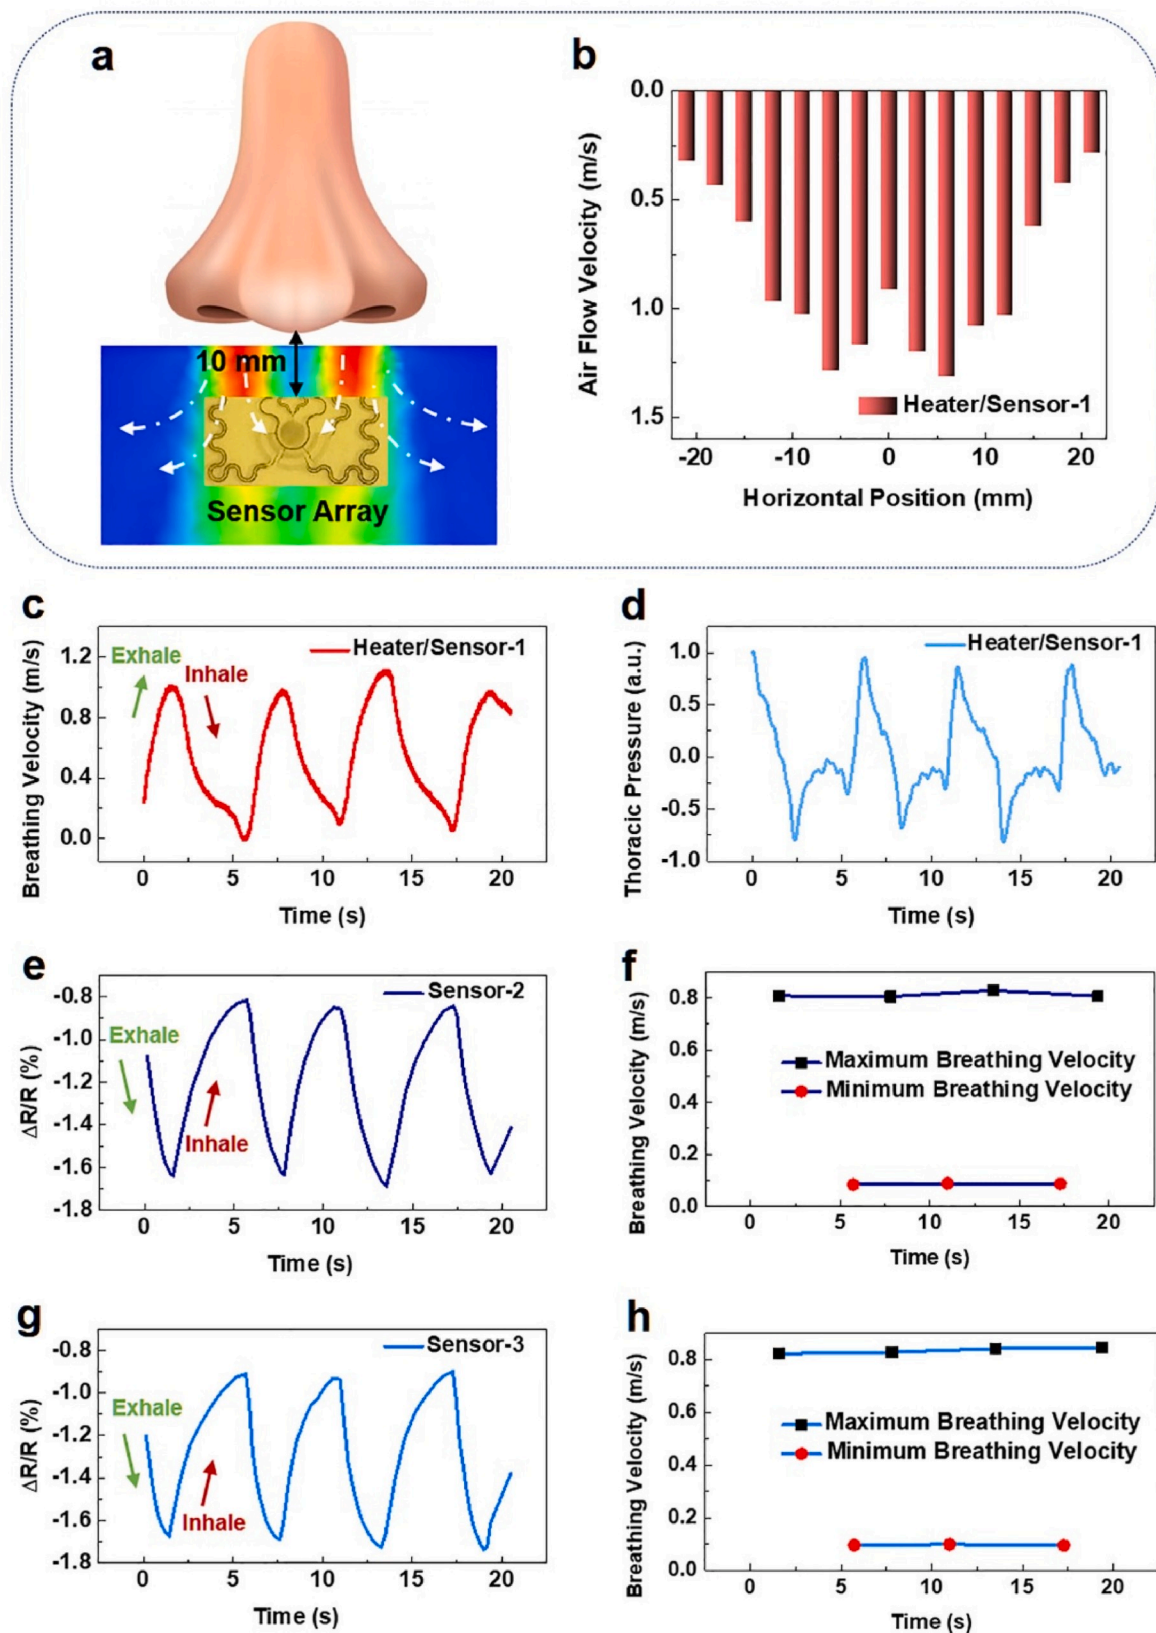 a
10 mm
Sensor Array
b
0.0
0.5
1.0
1.5
Air Flow Velocity (m/s)
Heater/Sensor-1
-20
-10
0
10
20
Horizontal Position (mm)
c
Breathing Velocity (m/s)
1.2
0.8
0.4
0.0
Exhale
Inhale
Heater/Sensor-1
0
5
10
15
20
Time (s)
d
Thoracic Pressure (a.u.)
1.0
0.5
0.0
-0.5
-1.0
Heater/Sensor-1
0
5
10
15
20
Time (s)
e
ΔR/R (%)
-0.8
-1.0
-1.2
-1.4
-1.6
-1.8
Exhale
Inhale
Sensor-2
0
5
10
15
20
Time (s)
f
Breathing Velocity (m/s)
0.8
0.6
0.4
0.2
0.0
Maximum Breathing Velocity
Minimum Breathing Velocity
0
5
10
15
20
Time (s)
g
ΔR/R (%)
-0.8
-1.0
-1.2
-1.4
-1.6
-1.8
Exhale
Inhale
Sensor-3
0
5
10
15
20
Time (s)
h
Breathing Velocity (m/s)
0.8
0.6
0.4
0.2
0.0
Maximum Breathing Velocity
Minimum Breathing Velocity
0
5
10
15
20
Time (s)